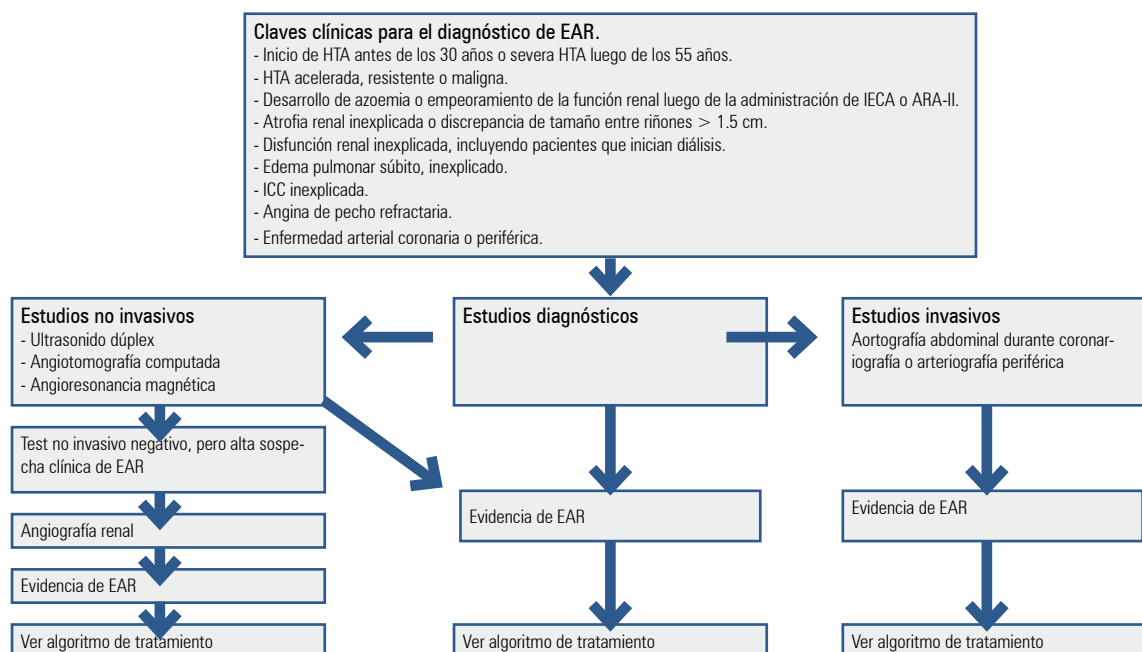 Claves clínicas para el diagnóstico de EAR.
- Inicio de HTA antes de los 30 años o severa HTA luego de los 55 años.
- HTA acelerada, resistente o maligna.
- Desarrollo de azoemia o empeoramiento de la función renal luego de la administración de IECA o ARA-II.
- Atrofia renal inexplicada o discrepancia de tamaño entre riñones > 1.5 cm.
- Disfunción renal inexplicada, incluyendo pacientes que inician diálisis.
- Edema pulmonar súbito, inexplicado.
- ICC inexplicada.
- Angina de pecho refractaria.
- Enfermedad arterial coronaria o periférica.
Estudios no invasivos
- Ultrasonido dúplex
- Angiotomografía computada
- Angioresonancia magnética
Test no invasivo negativo, pero alta sospe-
cha clínica de EAR
Angiografía renal
Evidencia de EAR
Ver algoritmo de tratamiento
Estudios diagnósticos
Evidencia de EAR
Ver algoritmo de tratamiento
Estudios invasivos
Aortografía abdominal durante coronar-
iografía o arteriografía periférica
Evidencia de EAR
Ver algoritmo de tratamiento